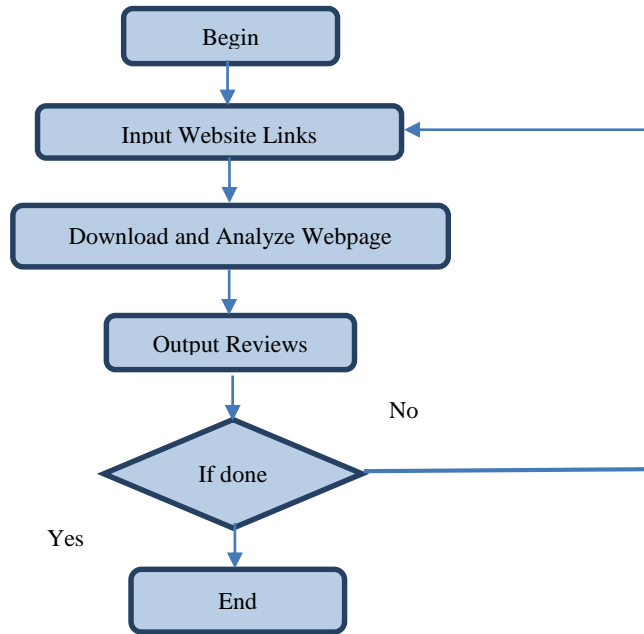 Begin
Input Website Links
Download and Analyze Webpage
Output Reviews
No
If done
Yes
End